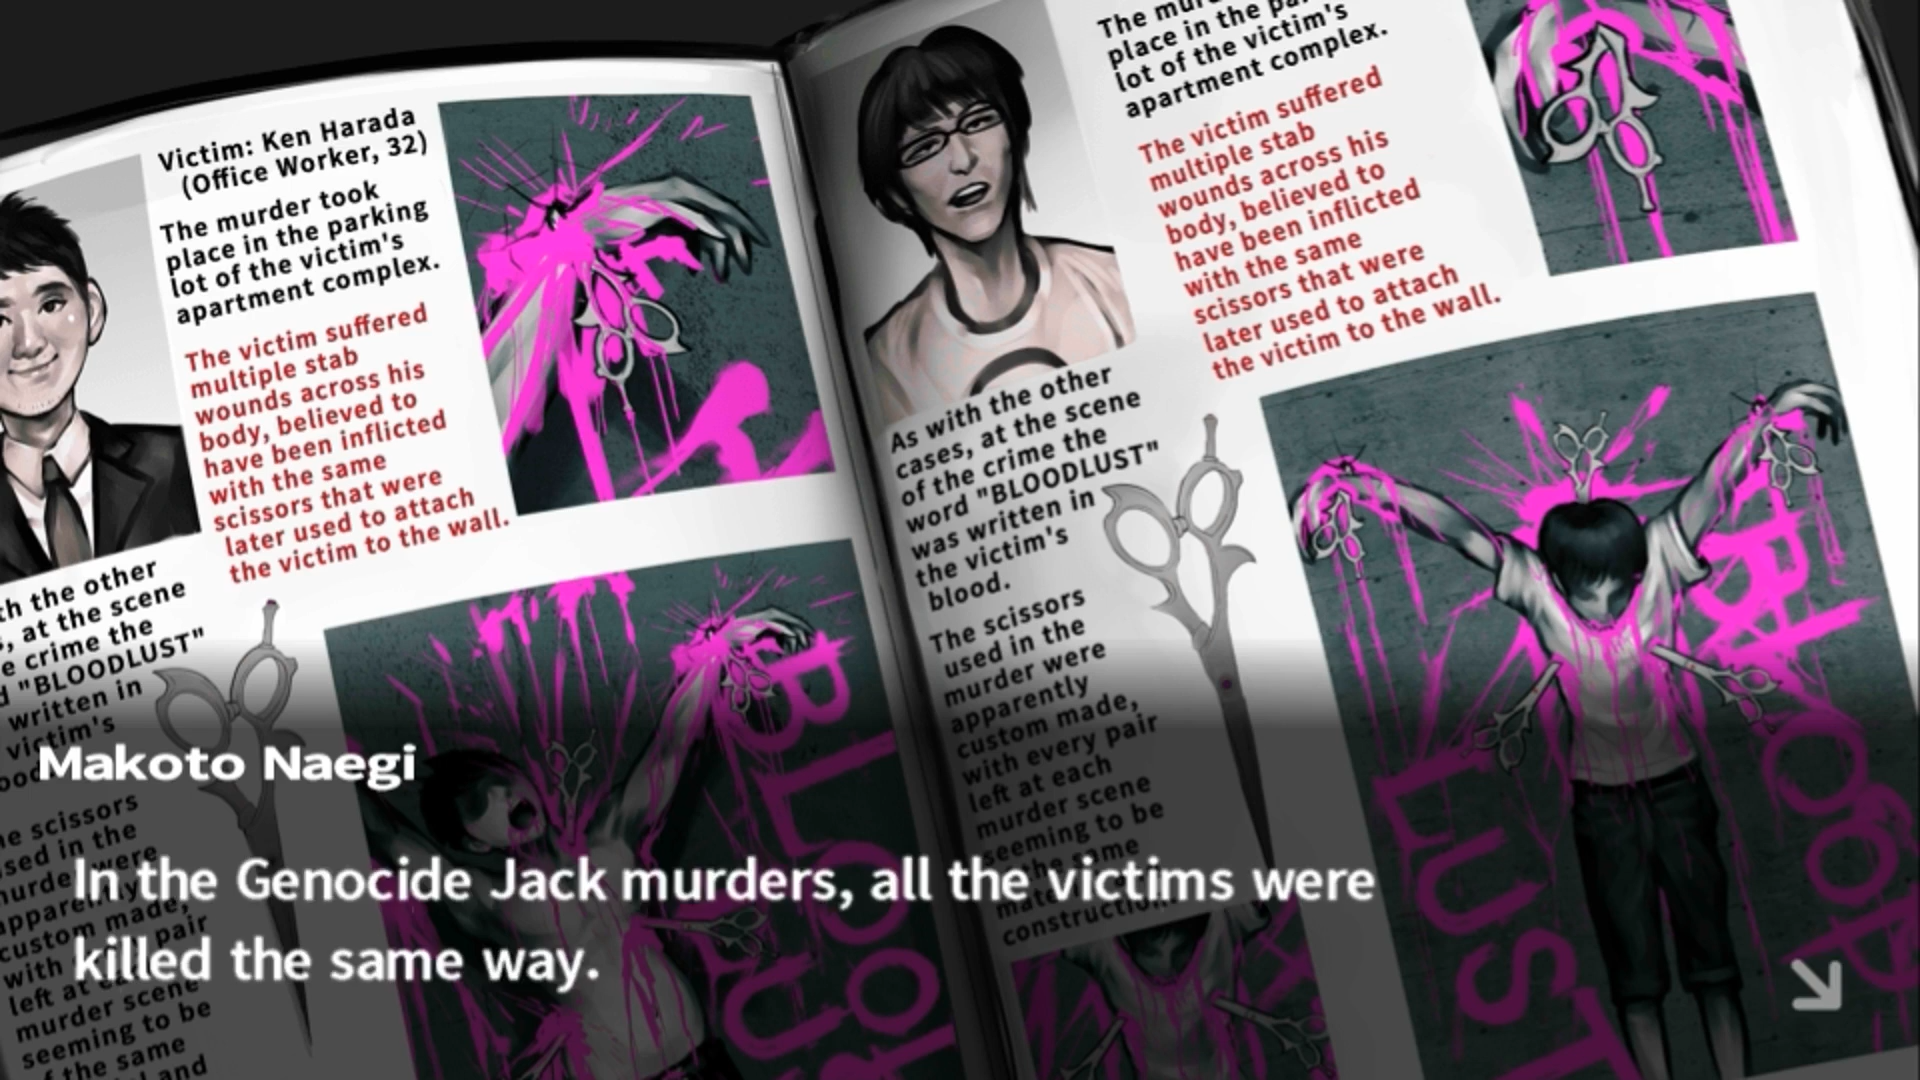 Victim: Ken Harada
(Office Worker, 32)
The murder took
place in the parking
lot of the victim's
apartment complex.
The victim suffered
multiple stab
wounds across his
body, believed to
have been inflicted
with the same
scissors that were
later used to attach
the victim to the wall.
the other
at the scene
crime the
"BLOODLUST"
written in
victim's
scissors
in the
were
custom made,
with pair
left at
murder scene
seeming to be
of the same
and
BLOOD
The
place in the
lot of the victim's
apartment complex.
The victim suffered
multiple stab
wounds across his
body, believed to
have been inflicted
with the same
scissors that were
later used to attach
the victim to the wall.
As with the other
cases, at the scene
of the crime the
word "BLOODLUST"
was written in
the victim's
blood.
The scissors
used in the
murder were
apparently
custom made,
with every pair
left at each
murder scene
seeming to be
the same
construction.
BLOOD
LUST
Makoto Naegi
In the Genocide Jack murders, all the victims were
killed the same way.